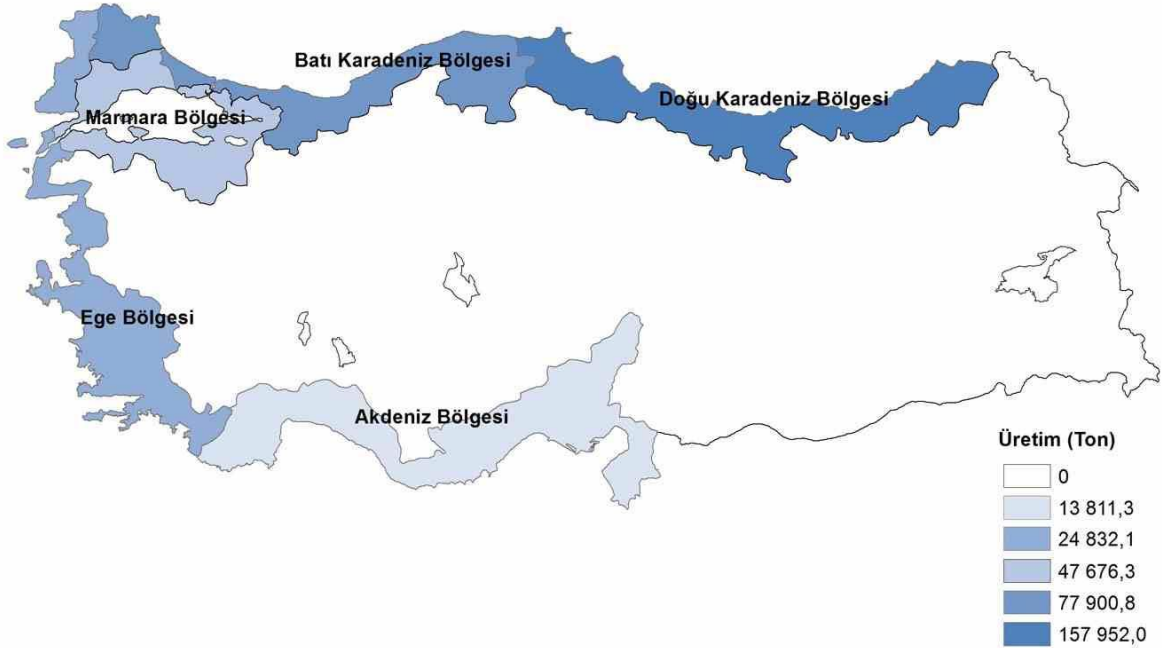 Batı Karadeniz Bölgesi
Doğu Karadeniz Bölgesi
Marmara Bölgesi
Ege Bölgesi
Akdeniz Bölgesi
Üretim (Ton)
0
13 811,3
24 832,1
47 676,3
77 900,8
157 952,0